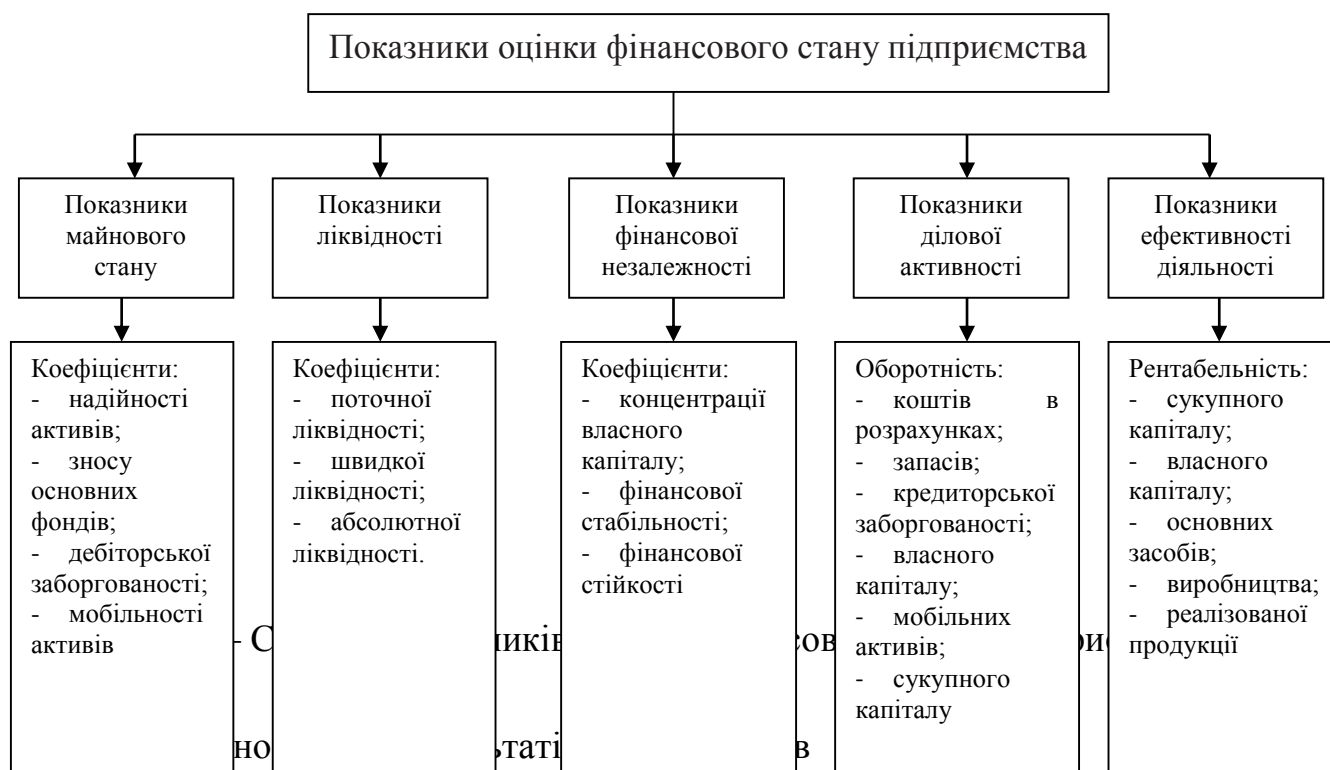 Показники оцінки фінансового стану підприємства
Показники
майнового
стану
Показники
ліквідності
Показники
фінансової
незалежності
Показники
ділової
активності
Показники
ефективності
діяльності
Коефіцієнти:
- надійності
активів;
- зносу
основних
фондів;
- дебіторської
заборгованості;
- мобільності
активів
Коефіцієнти:
- поточної
ліквідності;
- швидкої
ліквідності;
- абсолютної
ліквідності.
Коефіцієнти:
- концентрації
власного
капіталу;
- фінансової
стабільності;
- фінансової
стійкості
Оборотність:
- коштів в
розрахунках;
- запасів;
- кредиторської
заборгованості;
- власного
капіталу;
- мобільних
активів;
- сукупного
капіталу
Рентабельність:
- сукупного
капіталу;
- власного
капіталу;
- основних
засобів;
- виробництва;
- реалізованої
продукції